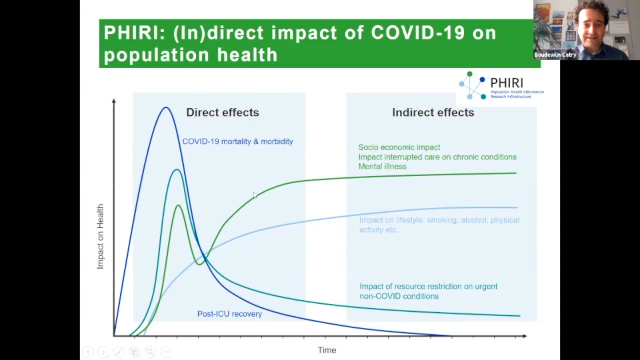 PHIRI: (In)direct impact of COVID-19 on
population health
Boudewijn Catry
PHIRI
Population Health Information
Research Infrastructure
Direct effects
Indirect effects
COVID-19 mortality & morbidity
Socio economic impact
Impact interrupted care on chronic conditions
Mental illness
Impact on lifestyle: smoking, alcohol, physical
activity etc.
Impact of resource restriction on urgent
non-COVID conditions
Post-ICU recovery
Impact on Health
Time